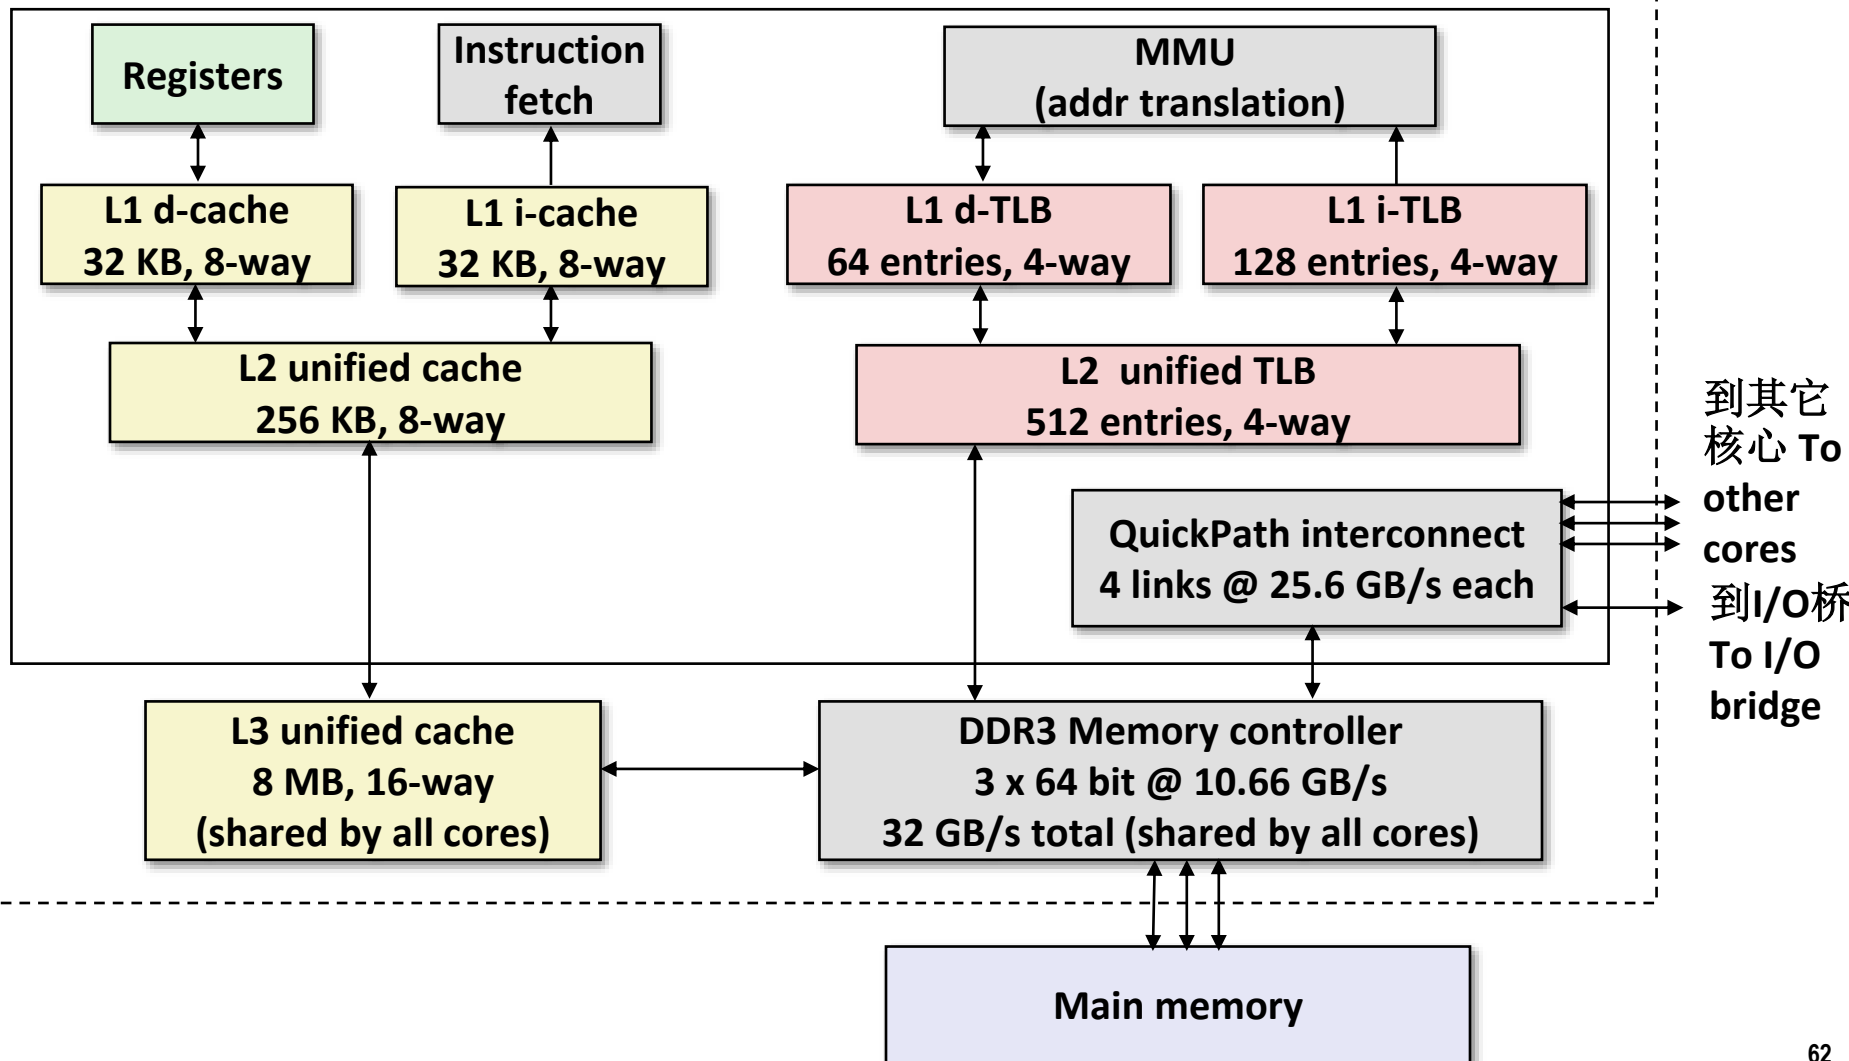 Registers
Instruction
fetch
MMU
(addr translation)
L1 d-cache
32 KB, 8-way
L1 i-cache
32 KB, 8-way
L1 d-TLB
64 entries, 4-way
L1 i-TLB
128 entries, 4-way
L2 unified cache
256 KB, 8-way
L2  unified TLB
512 entries, 4-way
QuickPath interconnect
4 links @ 25.6 GB/s each
到其它
核心 To
other
cores
到I/O桥
To I/O
bridge
L3 unified cache
8 MB, 16-way
(shared by all cores)
DDR3 Memory controller
3 x 64 bit @ 10.66 GB/s
32 GB/s total (shared by all cores)
Main memory
62